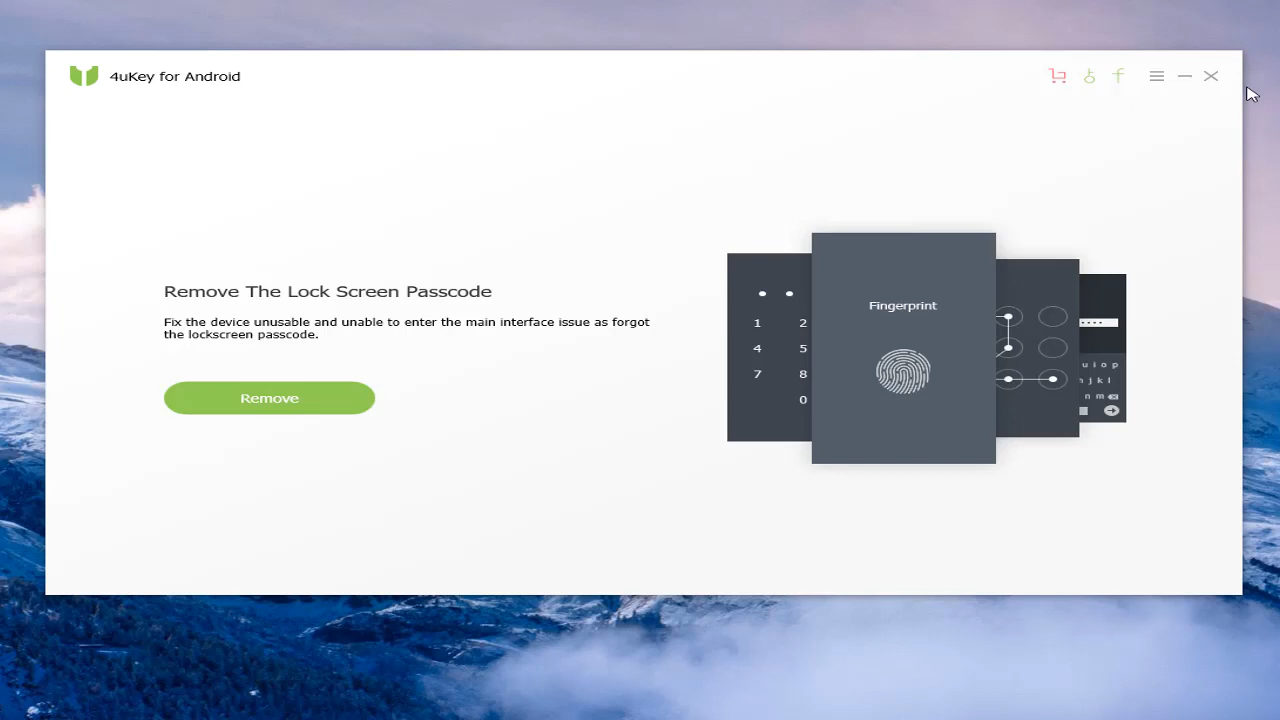 4uKey for Android
Remove The Lock Screen Passcode
Fix the device unusable and unable to enter the main interface issue as forgot
the lockscreen passcode.
Remove
1 2
4 5
7 8
0
Fingerprint
u i o p
h j k l
n m